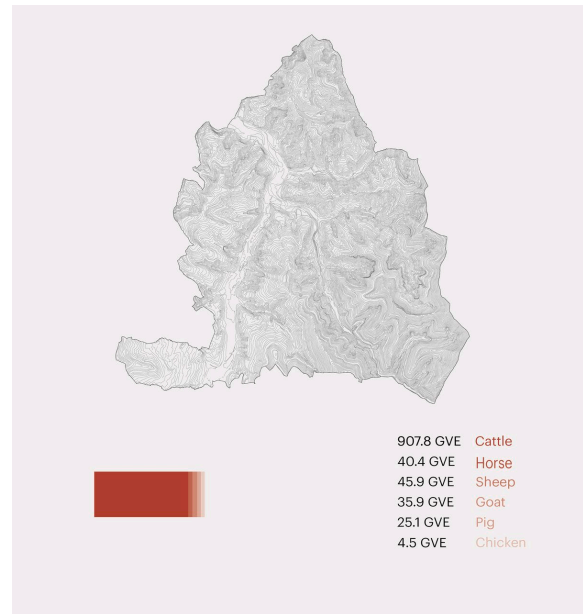 907.8 GVE Cattle
40.4 GVE Horse
45.9 GVE Sheep
35.9 GVE Goat
25.1 GVE Pig
4.5 GVE Chicken